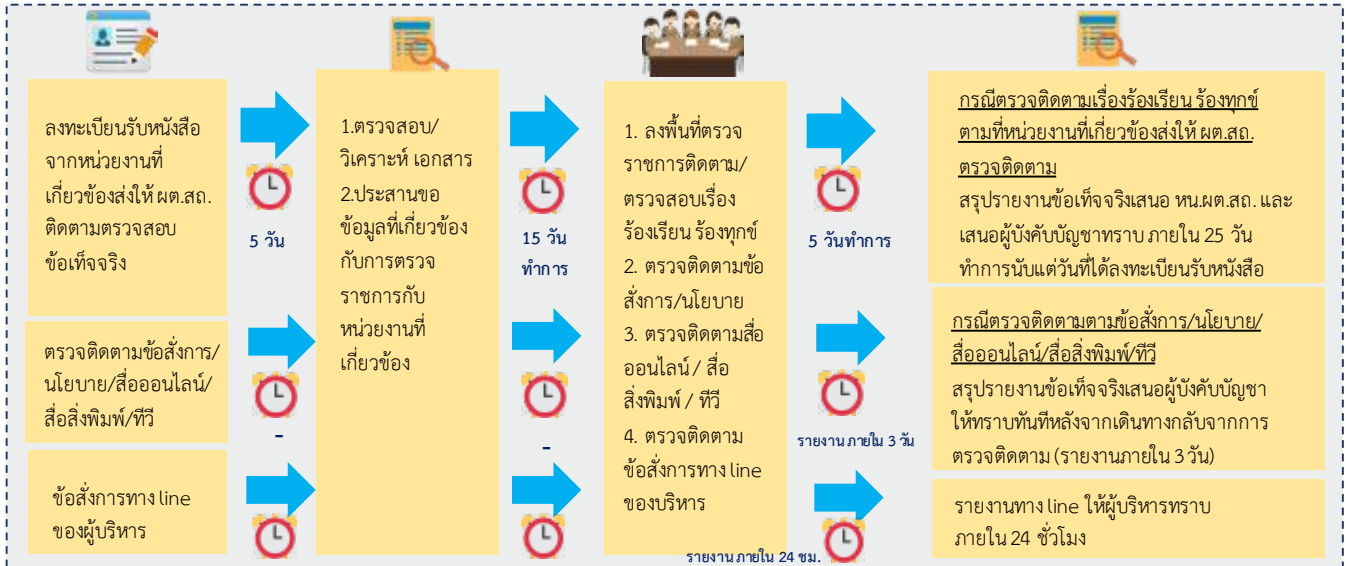 ลงทะเบียนรับหนังสือ
จากหน่วยงานที่
เกี่ยวข้องส่งให้ ผต.สถ.
ติดตามตรวจสอบ
ข้อเท็จจริง
5 วัน
1.ตรวจสอบ/
วิเคราะห์ เอกสาร
2.ประสานขอ
ข้อมูลที่เกี่ยวข้อง
กับการตรวจ
ราชการกับ
หน่วยงานที่
เกี่ยวข้อง
15 วัน
ทำการ
1. ลงพื้นที่ตรวจ
ราชการติดตาม/
ตรวจสอบเรื่อง
ร้องเรียน ร้องทุกข์
2. ตรวจติดตามข้อ
สั่งการ/นโยบาย
3. ตรวจติดตามสื่อ
ออนไลน์ / สื่อ
สิ่งพิมพ์ / ทีวี
4. ตรวจติดตาม
ข้อสั่งการทาง line
ของบริหาร
5 วันทำการ
กรณีตรวจติดตามเรื่องร้องเรียน ร้องทุกข์
ตามที่หน่วยงานที่เกี่ยวข้องส่งให้ ผต.สถ.
ตรวจติดตาม
สรุปรายงานข้อเท็จจริงเสนอ หน.ผต.สถ. และ
เสนอผู้บังคับบัญชาทราบ ภายใน 25 วัน
ทำการนับแต่วันที่ได้ลงทะเบียนรับหนังสือ
ตรวจติดตามข้อสั่งการ/
นโยบาย/สื่อออนไลน์/
สื่อสิ่งพิมพ์/ทีวี
-
-
รายงาน ภายใน 3 วัน
กรณีตรวจติดตามตามข้อสั่งการ/นโยบาย/
สื่อออนไลน์/สื่อสิ่งพิมพ์/ทีวี
สรุปรายงานข้อเท็จจริงเสนอผู้บังคับบัญชา
ให้ทราบทันทีหลังจากเดินทางกลับจากการ
ตรวจติดตาม (รายงานภายใน 3 วัน)
ข้อสั่งการทาง line
ของผู้บริหาร
รายงาน ภายใน 24 ชม.
รายงานทาง line ให้ผู้บริหารทราบ
ภายใน 24 ชั่วโมง